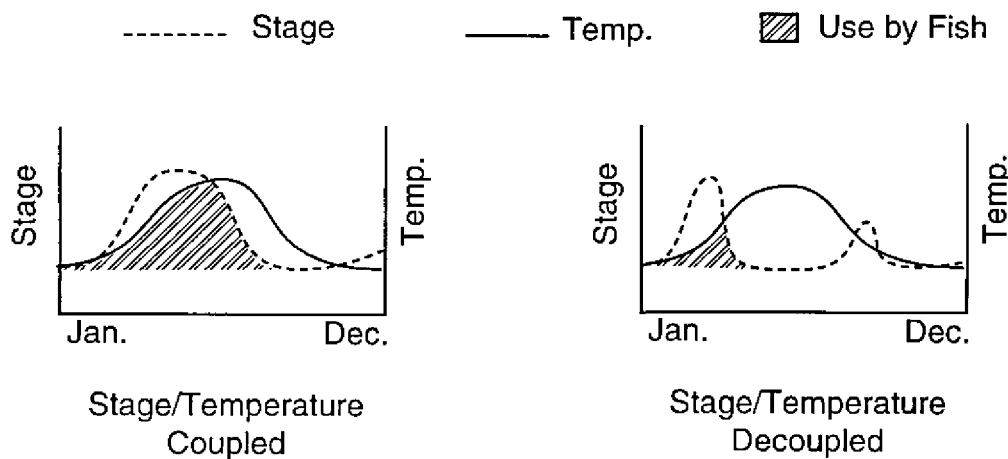 Stage Temp. Use by Fish
Stage
Temp.
Jan. Dec.
Stage/Temperature
Coupled
Stage
Temp.
Jan. Dec.
Stage/Temperature
Decoupled